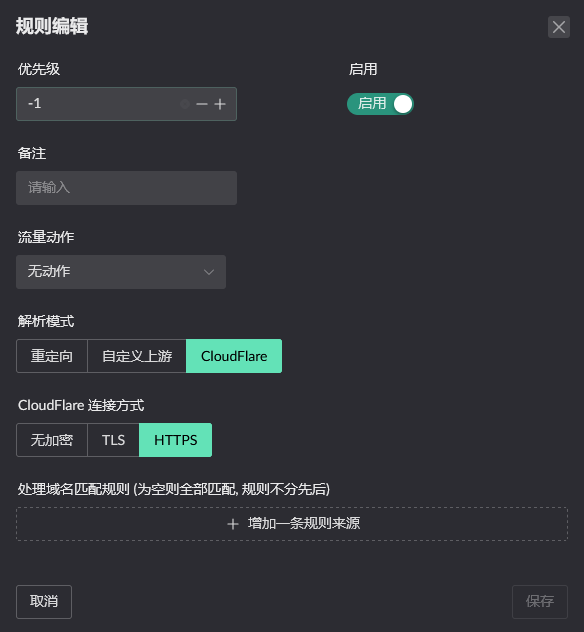 规则编辑
优先级
启用
-1
启用
备注
请输入
流量动作
无动作
解析模式
重定向 自定义上游 CloudFlare
CloudFlare 连接方式
无加密 TLS HTTPS
处理域名匹配规则 (为空则全部匹配, 规则不分先后)
+ 增加一条规则来源
取消
保存